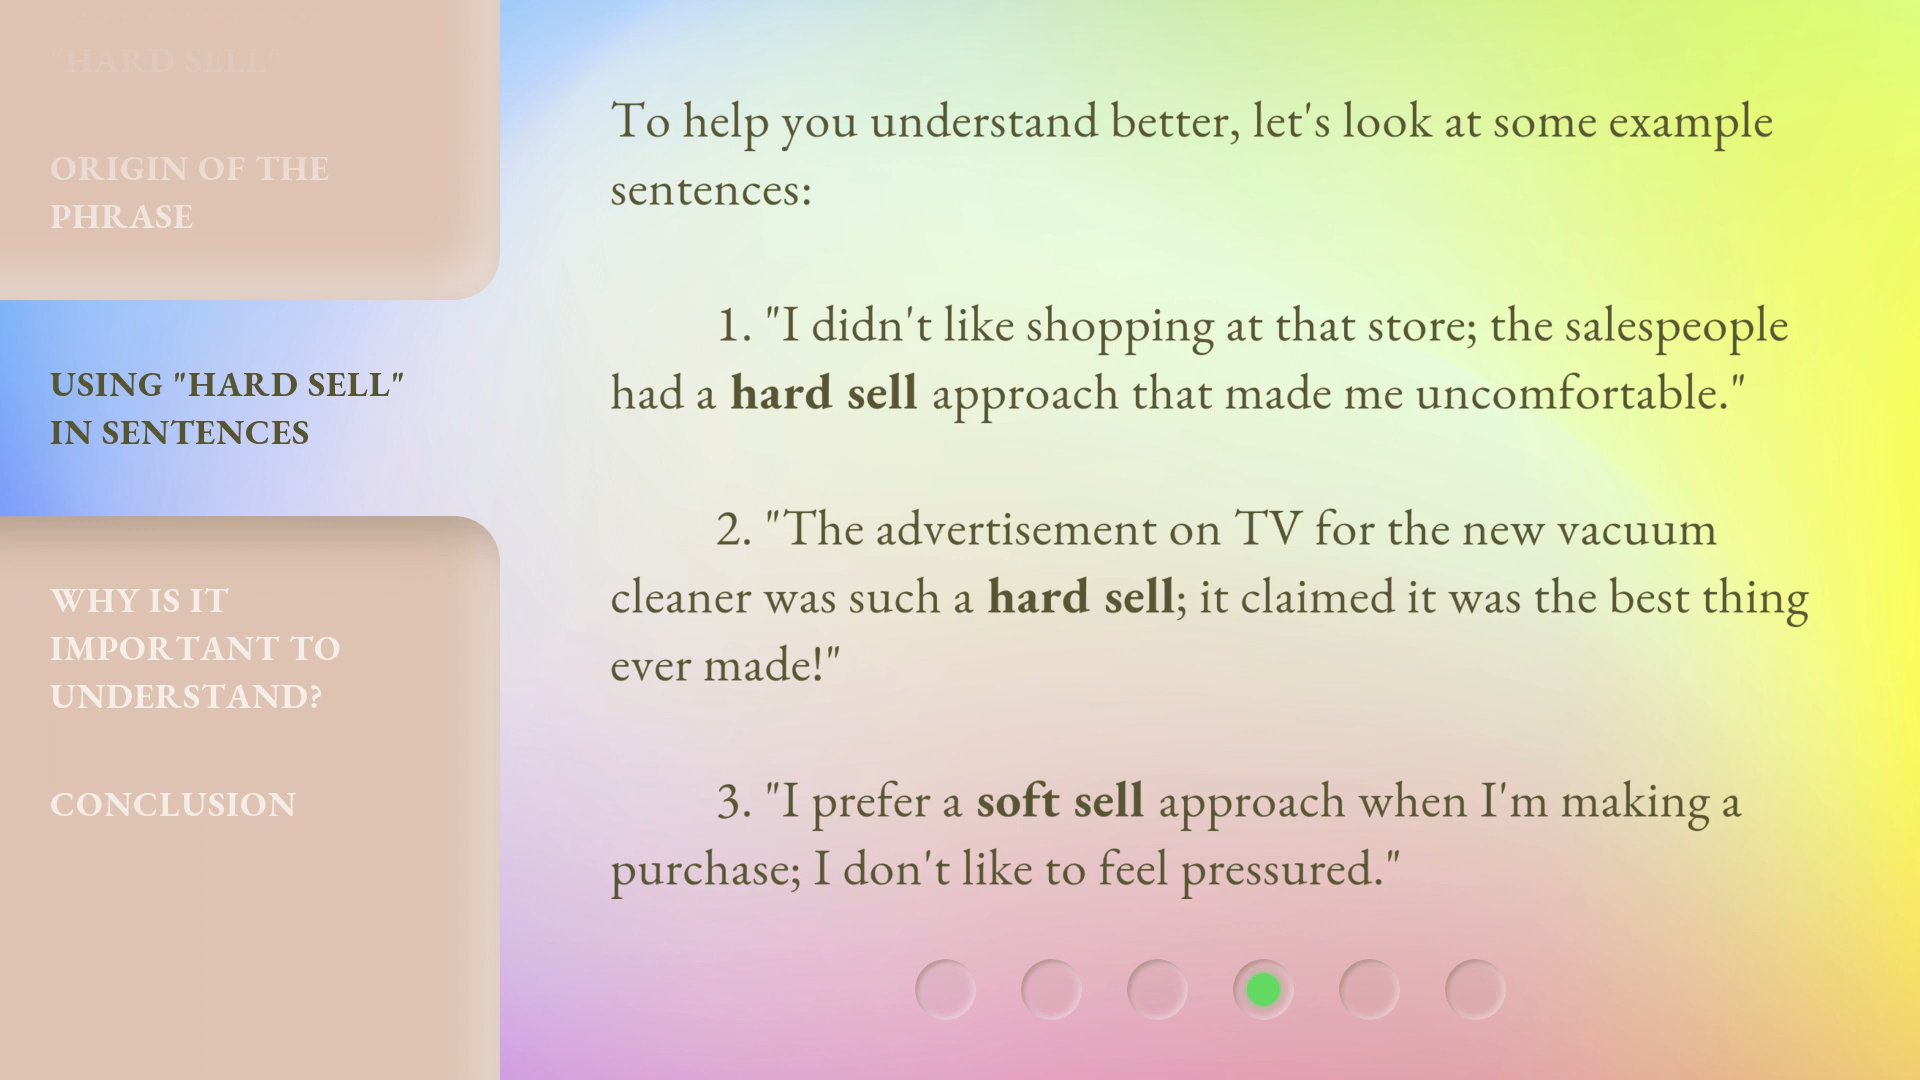 "HARD SELL"
ORIGIN OF THE
PHRASE
USING "HARD SELL"
IN SENTENCES
WHY IS IT
IMPORTANT TO
UNDERSTAND?
CONCLUSION
To help you understand better, let's look at some example
sentences:
1. "I didn't like shopping at that store; the salespeople
had a hard sell approach that made me uncomfortable."
2. "The advertisement on TV for the new vacuum
cleaner was such a hard sell; it claimed it was the best thing
ever made!"
3. "I prefer a soft sell approach when I'm making a
purchase; I don't like to feel pressured."